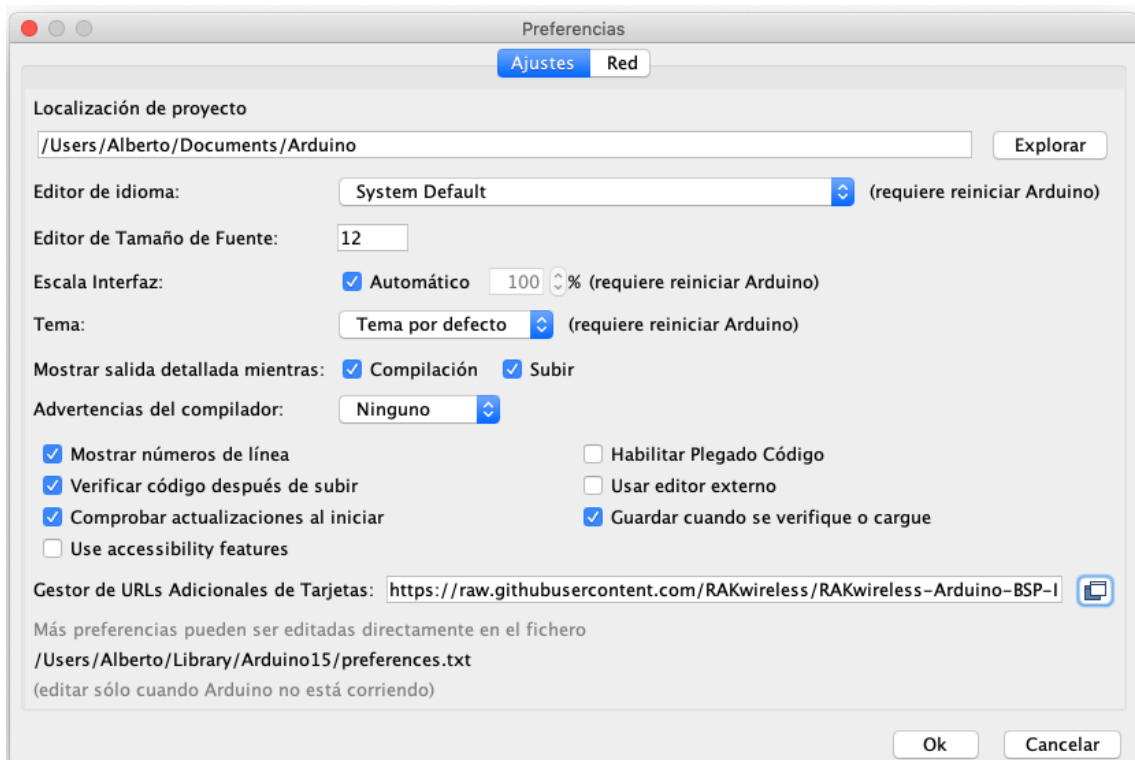 Preferencias
Ajustes Red
Localización de proyecto
/Users/Alberto/Documents/Arduino Explorar
Editor de idioma: System Default (requiere reiniciar Arduino)
Editor de Tamaño de Fuente: 12
Escala Interfaz: Automático 100 % (requiere reiniciar Arduino)
Tema: Tema por defecto (requiere reiniciar Arduino)
Mostrar salida detallada mientras: Compilación Subir
Advertencias del compilador: Ninguno
Mostrar números de línea Habilitar Plegado Código
Verificar código después de subir Usar editor externo
Comprobar actualizaciones al iniciar Guardar cuando se verifique o cargue
Use accessibility features
Gestor de URLs Adicionales de Tarjetas: https://raw.githubusercontent.com/RAKwireless/RAKwireless-Arduino-BSP-I
Más preferencias pueden ser editadas directamente en el fichero
/Users/Alberto/Library/Arduino15/preferences.txt
(editar sólo cuando Arduino no está corriendo)
Ok Cancelar